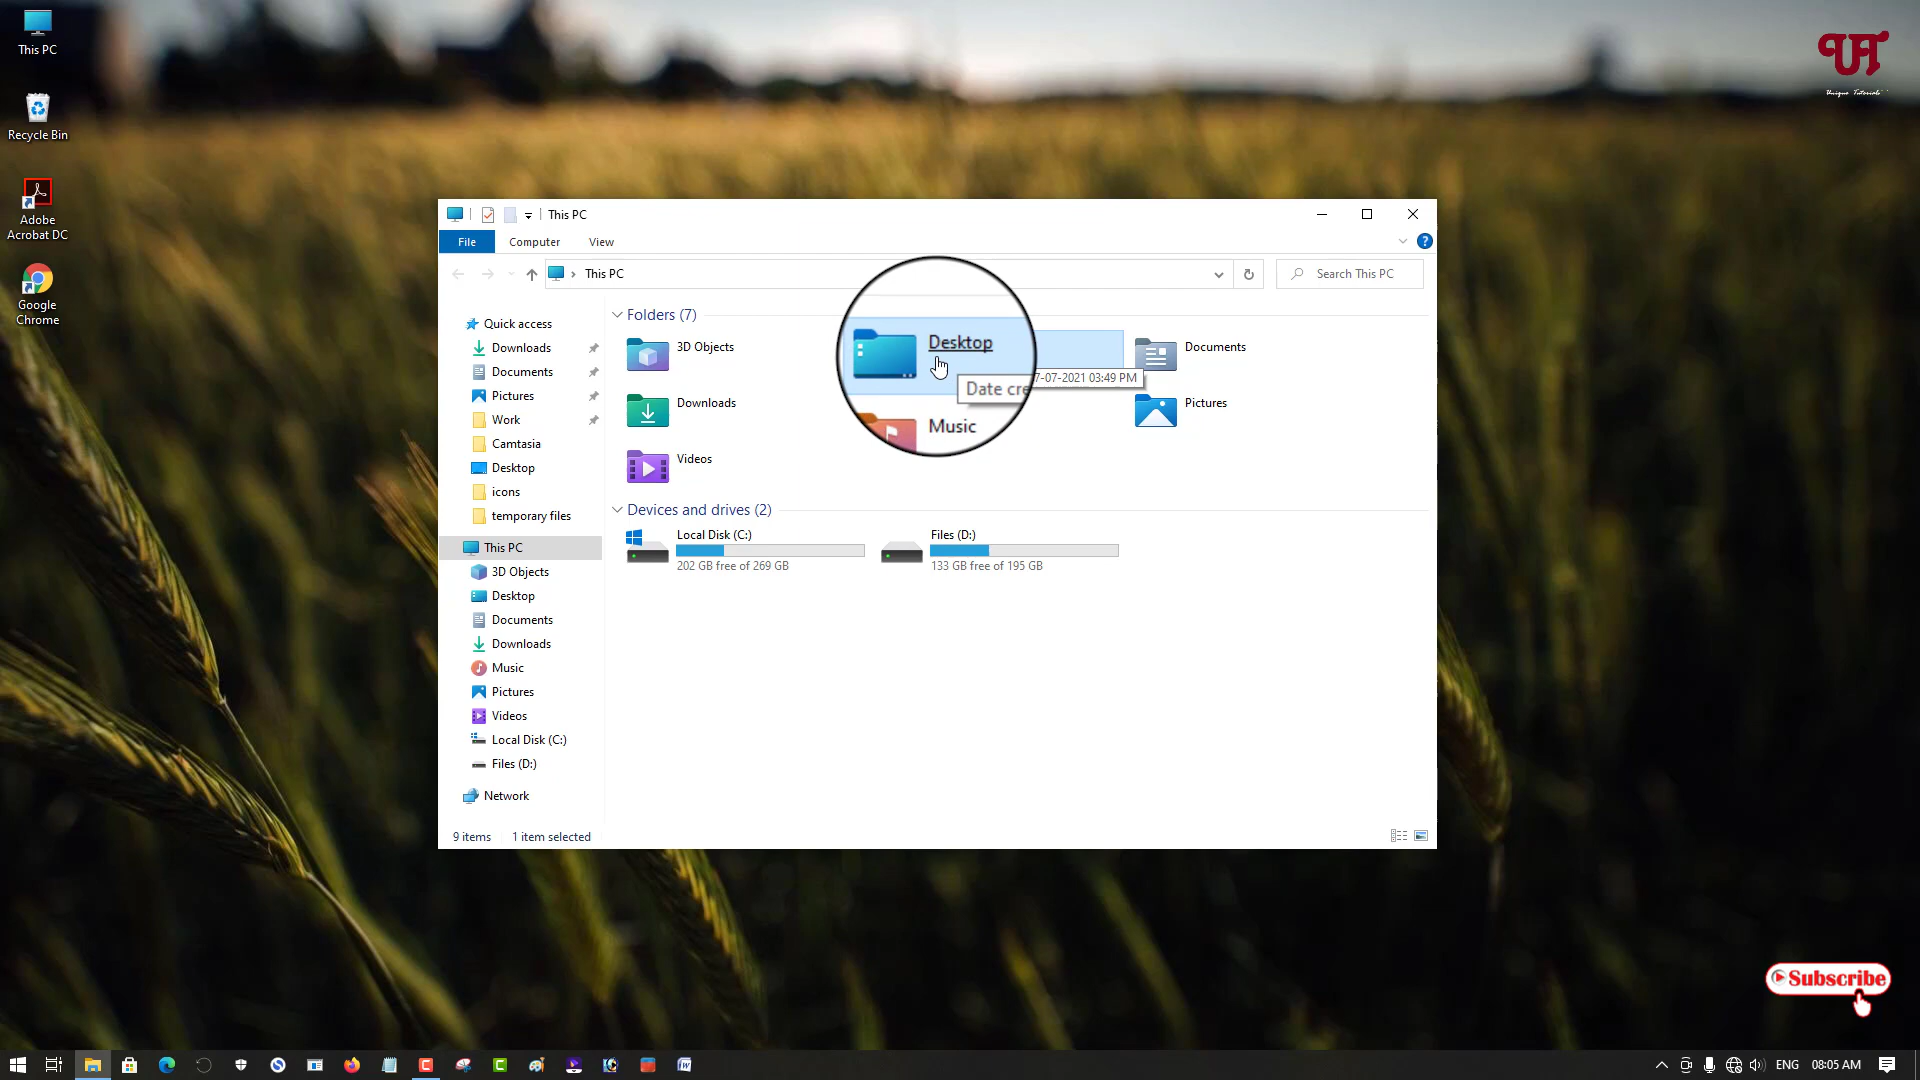 This PC
Recycle Bin
Adobe
Acrobat DC
Google
Chrome
UT
Unique Tutorials
This PC
File
Computer
View
This PC
Search This PC
Quick access
Downloads
Documents
Pictures
Work
Camtasia
Desktop
icons
temporary files
This PC
3D Objects
Desktop
Documents
Downloads
Music
Pictures
Videos
Local Disk (C:)
Files (D:)
Network
Folders (7)
3D Objects
Desktop
Documents
Date cre
7-07-2021 03:49 PM
Downloads
Music
Pictures
Videos
Devices and drives (2)
Local Disk (C:)
202 GB free of 269 GB
Files (D:)
133 GB free of 195 GB
9 items
1 item selected
Subscribe
ENG
08:05 AM